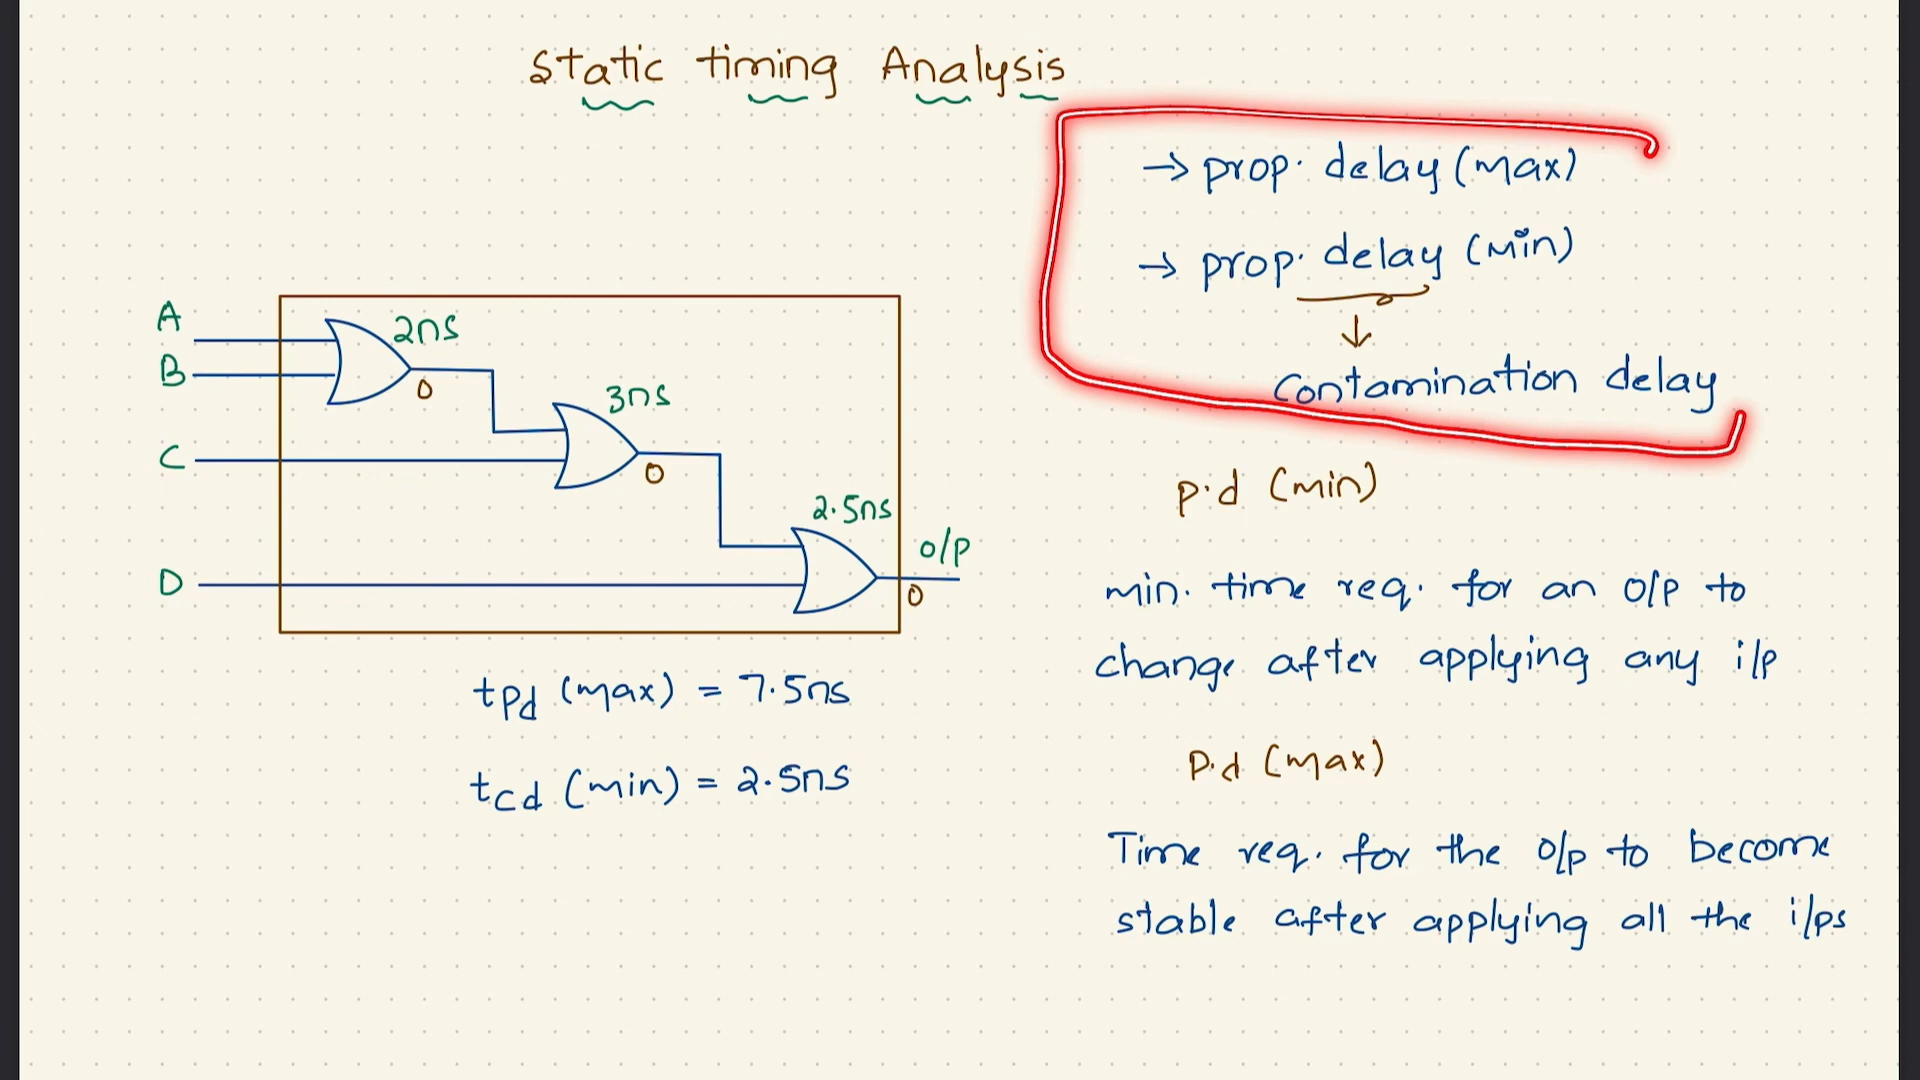 Static timing Analysis
→ prop. delay (max)
→ prop. delay (min)
↓
Contamination delay
A
B
2ns
0
C
3ns
0
D
2.5ns
o/p
0
tpd (max) = 7.5ns
tcd (min) = 2.5ns
p.d (min)
min. time req. for an o/p to
change after applying any i/p
P.d (max)
Time req. for the o/p to become
stable after applying all the i/ps